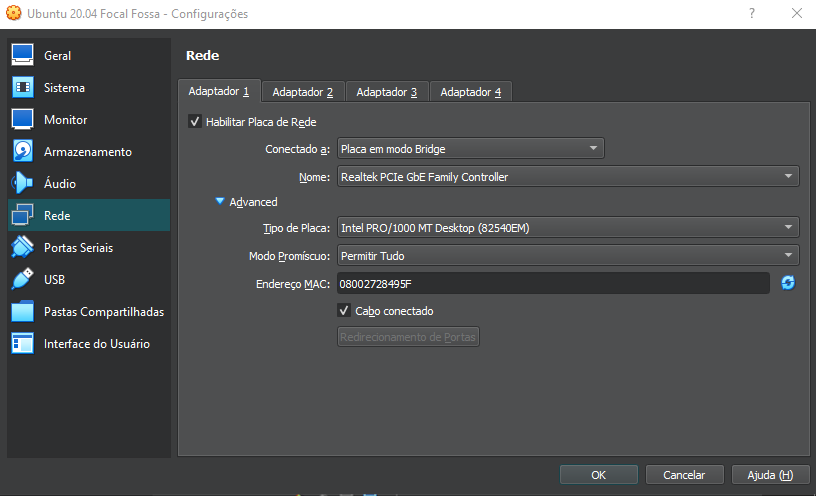 Ubuntu 20.04 Focal Fossa - Configurações
?
Geral
Sistema
Monitor
Armazenamento
Áudio
Rede
Portas Seriais
USB
Pastas Compartilhadas
Interface do Usuário
Rede
Adaptador 1
Adaptador 2
Adaptador 3
Adaptador 4
Habilitar Placa de Rede
Conectado a: Placa em modo Bridge
Nome: Realtek PCIe GbE Family Controller
Advanced
Tipo de Placa: Intel PRO/1000 MT Desktop (82540EM)
Modo Promíscuo: Permitir Tudo
Endereço MAC: 08002728495F
Cabo conectado
Redirecionamento de Portas
OK
Cancelar
Ajuda (H)